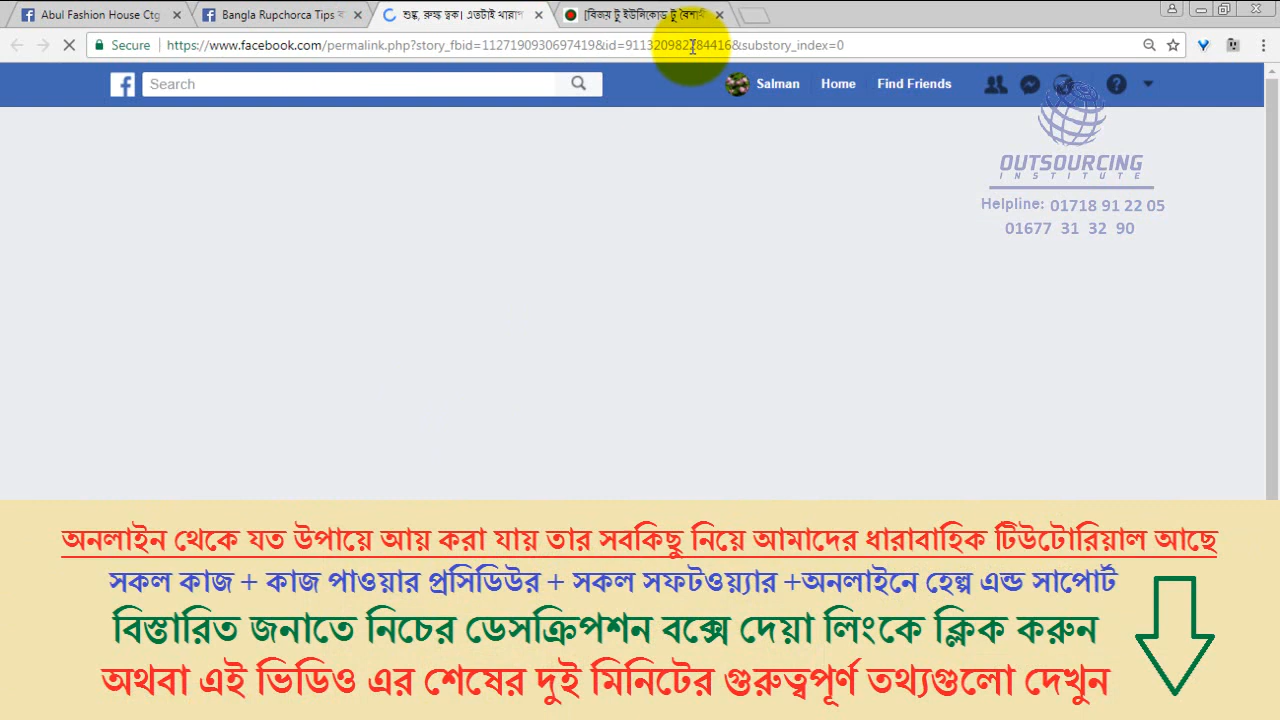 Abul Fashion House Ctg
Bangla Rupchorca Tips
শুষ্ক, রুক্ষ ত্বক। এতটাই
[বিজয় টু ইউনিকোড টু
Secure
https://www.facebook.com/permalink.php?story_fbid=1127190930697419&id=911320982284416&substory_index=0
Search
Salman
Home
Find Friends
OUTSOURCING
INSTITUTE
Helpline: 01718 91 22 05
01677 31 32 90
অনলাইন থেকে যত উপায়ে আয় করা যায় তার সবকিছু নিয়ে আমাদের ধারাবাহিক টিউটোরিয়াল আছে
সকল কাজ + কাজ পাওয়ার প্রসিডিউর + সকল সফটওয়্যার +অনলাইনে হেল্প এন্ড সাপোর্ট
বিস্তারিত জনাতে নিচের ডেসক্রিপশন বক্সে দেয়া লিংকে ক্লিক করুন
অথবা এই ভিডিও এর শেষের দুই মিনিটের গুরুত্বপূর্ণ তথ্যগুলো দেখুন